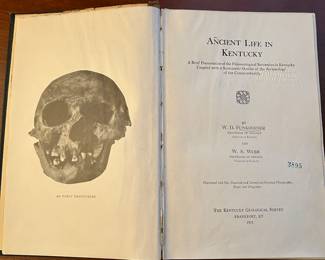 AN EARLY KENTUCKIAN
ANCIENT LIFE IN
KENTUCKY
A Brief Presentation of the Paleontological Succession in Kentucky
Coupled with a Systematic Outline of the Archaeology
of the Commonwealth
BY
W. D. FUNKHOUSER
AND
W. S. WEBB
3895
THE KENTUCKY GEOLOGICAL SURVEY
FRANKFORT, KY